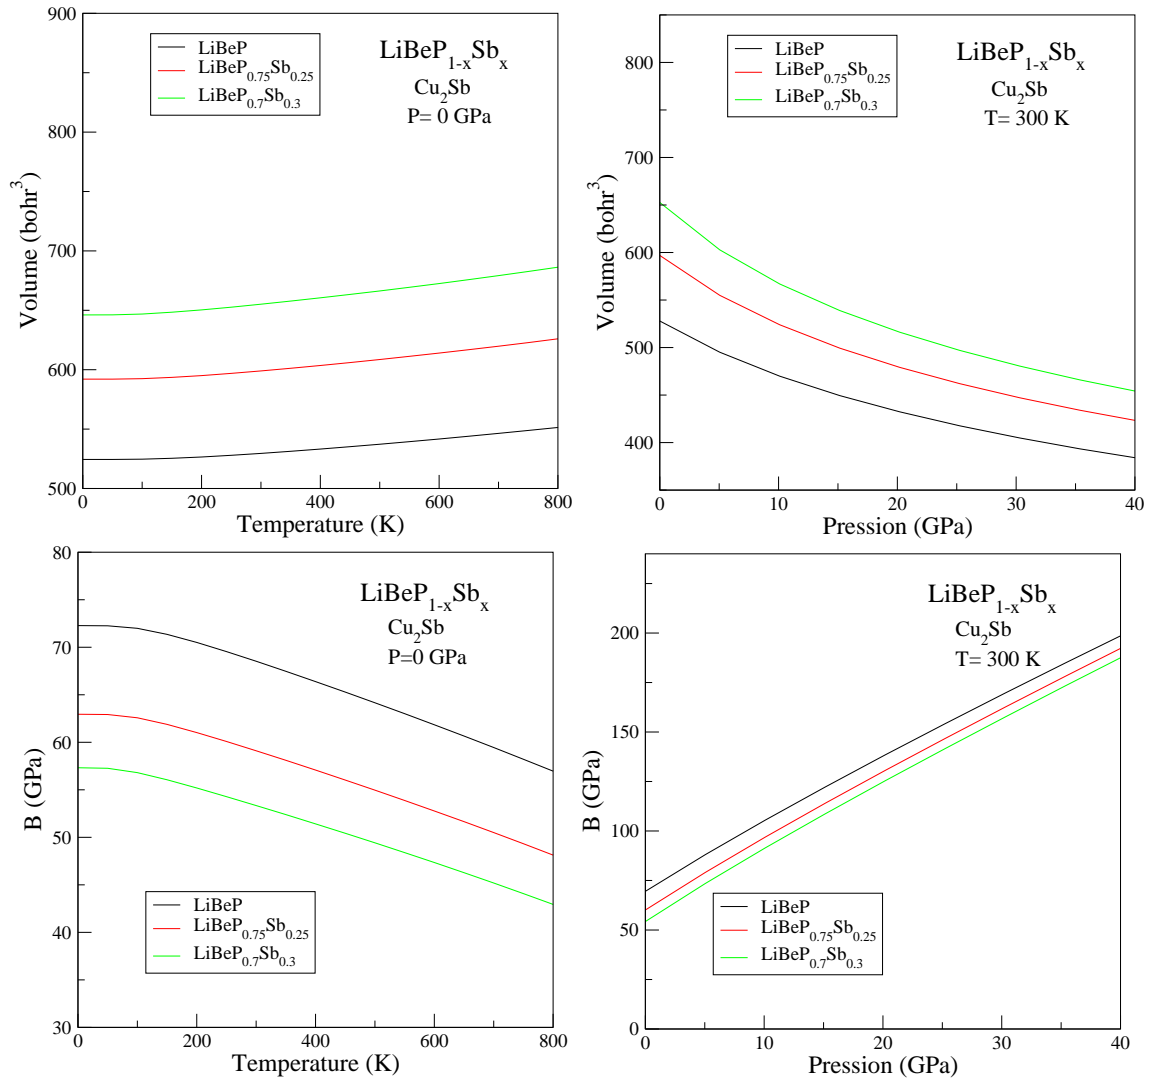 900
800
700
600
500
0
200
400
600
800
Volume (bohr³)
Temperature (K)
LiBeP
LiBeP₀.₇₅Sb₀.₂₅
LiBeP₀.₇Sb₀.₃
LiBeP₁₋ₓSbₓ
Cu₂Sb
P= 0 GPa
800
700
600
500
400
0
10
20
30
40
Volume (bohr³)
Pression (GPa)
LiBeP
LiBeP₀.₇₅Sb₀.₂₅
LiBeP₀.₇Sb₀.₃
LiBeP₁₋ₓSbₓ
Cu₂Sb
T= 300 K
80
70
60
50
40
30
0
200
400
600
800
B (GPa)
Temperature (K)
LiBeP₁₋ₓSbₓ
Cu₂Sb
P=0 GPa
LiBeP
LiBeP₀.₇₅Sb₀.₂₅
LiBeP₀.₇Sb₀.₃
200
150
100
50
0
0
10
20
30
40
B (GPa)
Pression (GPa)
LiBeP₁₋ₓSbₓ
Cu₂Sb
T= 300 K
LiBeP
LiBeP₀.₇₅Sb₀.₂₅
LiBeP₀.₇Sb₀.₃